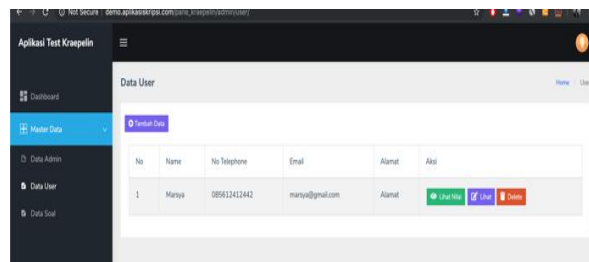 Not Secure | demo.aplikasiskripsi.com/pane_kraepelin/admin/user/
Aplikasi Test Kraepelin
Data User
Home
Dashboard
Master Data
Tambah Data
Data Admin
Data User
Data Soal
No Name No Telephone Email Alamat Aksi
1 Marsya 085612412442 marsya@gmail.com Alamat Lihat Nilai Lihat Delete